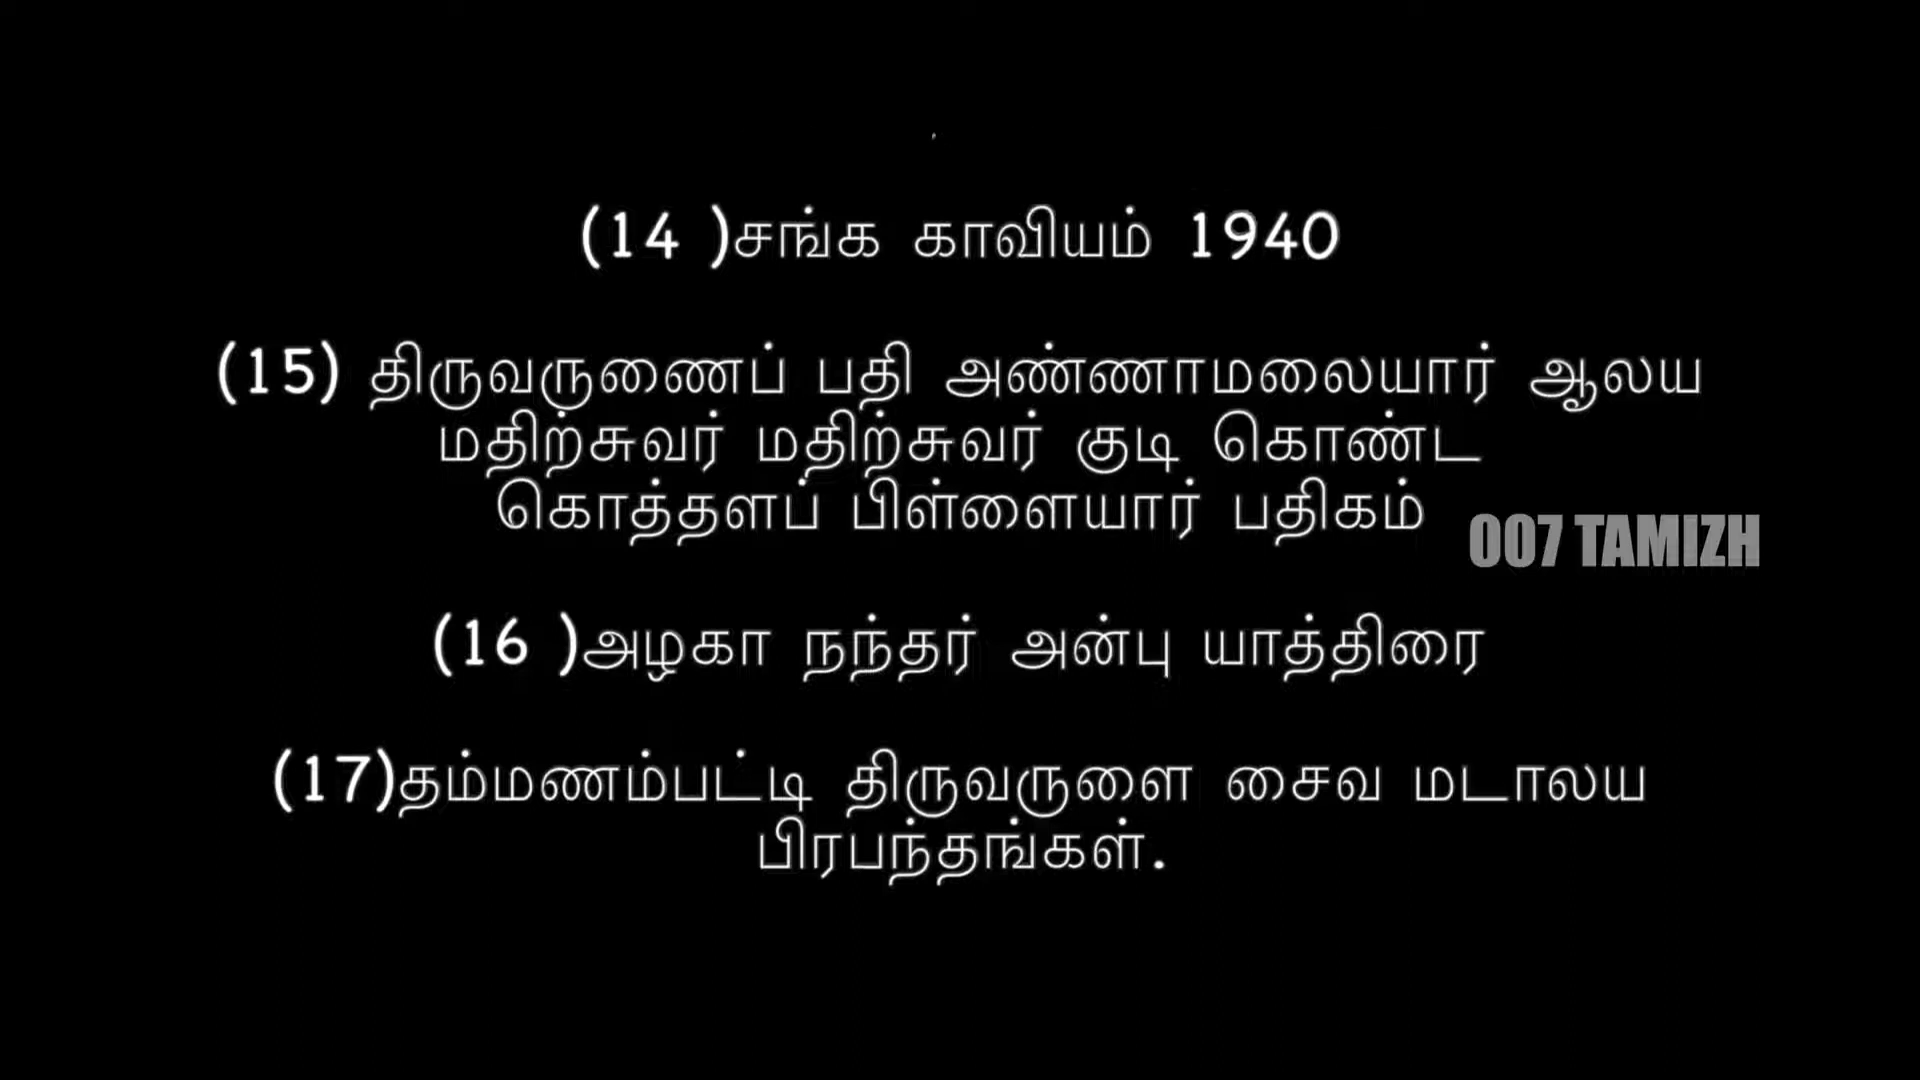 (14 )சங்க காவியம் 1940
(15) திருவருணைப் பதி அண்ணாமலையார் ஆலய
மதிற்சுவர் மதிற்சுவர் குடி கொண்ட
கொத்தளப் பிள்ளையார் பதிகம்
007 TAMIZH
(16 )அழகா நந்தர் அன்பு யாத்திரை
(17)தம்மணம்பட்டி திருவருளை சைவ மடாலய
பிரபந்தங்கள்.